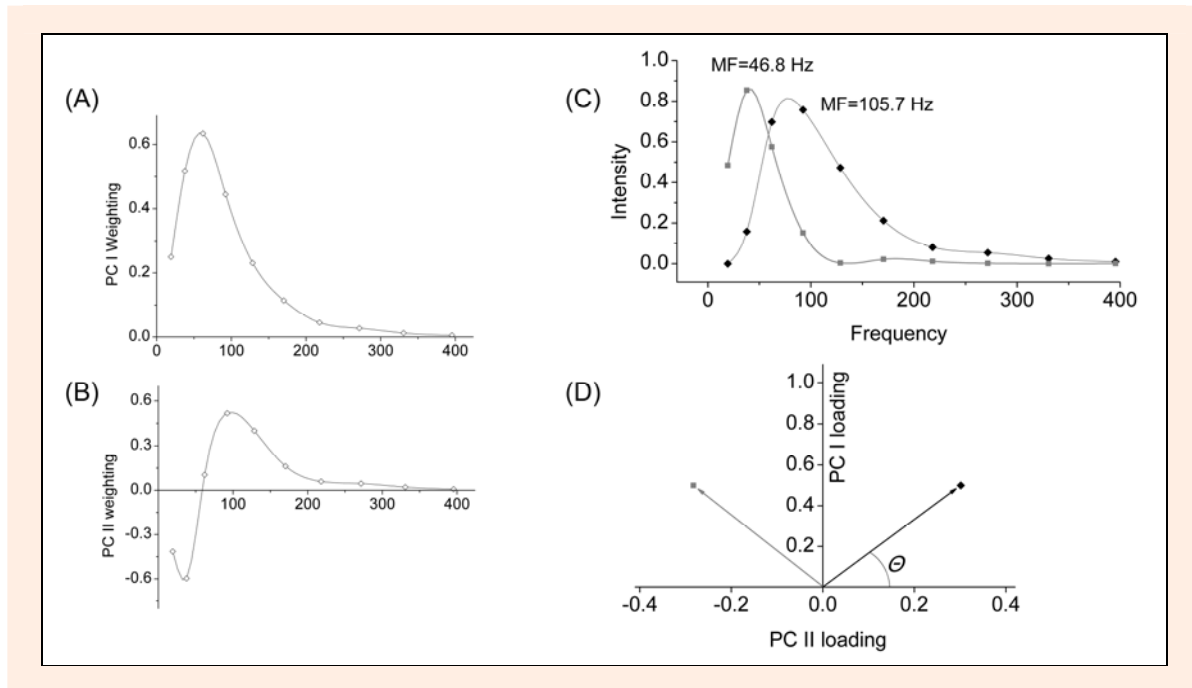 (A)
PC I Weighting
0.6
0.4
0.2
0.0
0 100 200 300 400
(B)
PC II weighting
0.6
0.3
0.0
-0.3
-0.6
100 200 300 400
(C)
MF=46.8 Hz
MF=105.7 Hz
Intensity
1.0
0.8
0.6
0.4
0.2
0.0
0 100 200 300 400
Frequency
(D)
PC I loading
1.0
0.8
0.6
0.4
0.2
Θ
-0.4 -0.2 0.0 0.2 0.4
PC II loading